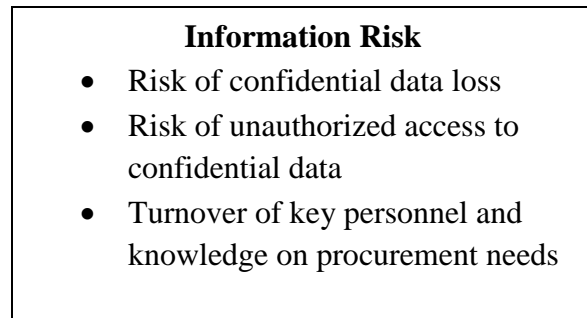 Information Risk
• Risk of confidential data loss
• Risk of unauthorized access to
confidential data
• Turnover of key personnel and
knowledge on procurement needs